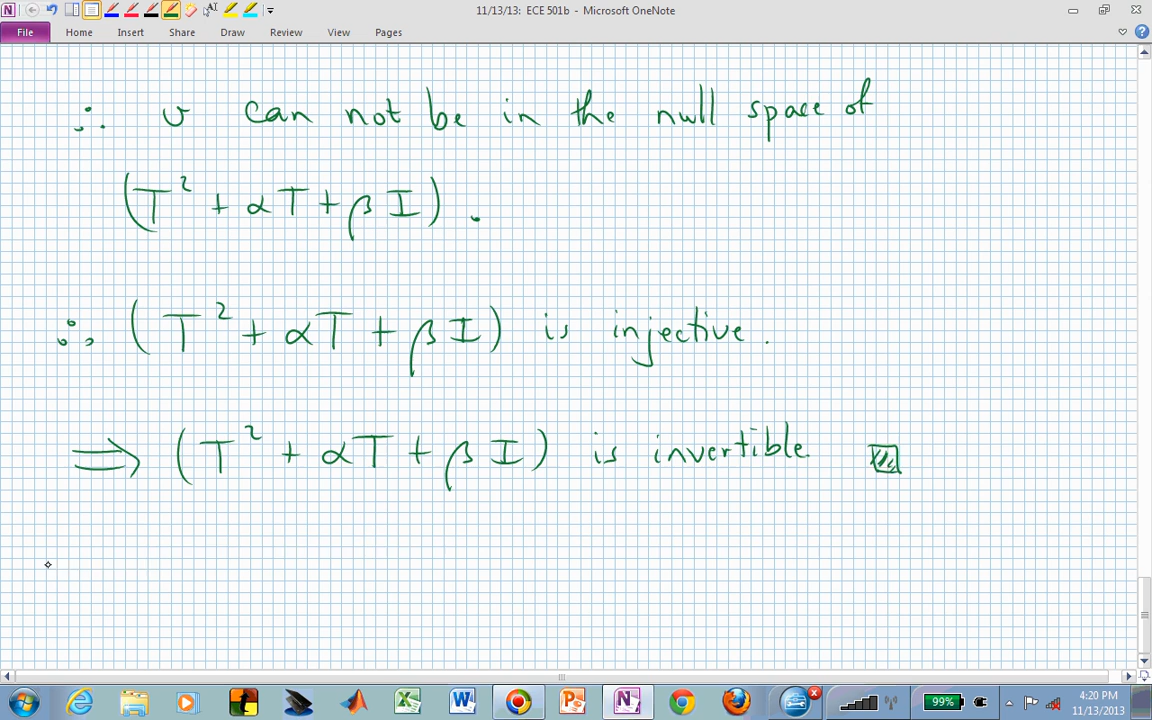 11/13/13: ECE 501b - Microsoft OneNote
File Home Insert Share Draw Review View Pages
∴ v can not be in the null space of
(T² + αT + βI).
∴ (T² + αT + βI) is injective.
⇒ (T² + αT + βI) is invertible
99%
4:20 PM
11/13/2013